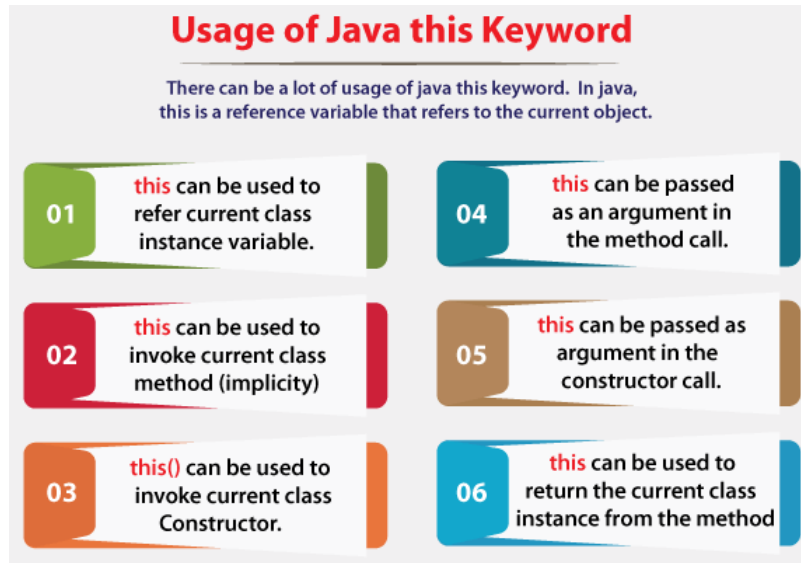 Usage of Java this Keyword
There can be a lot of usage of java this keyword. In java,
this is a reference variable that refers to the current object.
01
this can be used to
refer current class
instance variable.
02
this can be used to
invoke current class
method (implicity)
03
this() can be used to
invoke current class
Constructor.
04
this can be passed
as an argument in
the method call.
05
this can be passed as
argument in the
constructor call.
06
this can be used to
return the current class
instance from the method